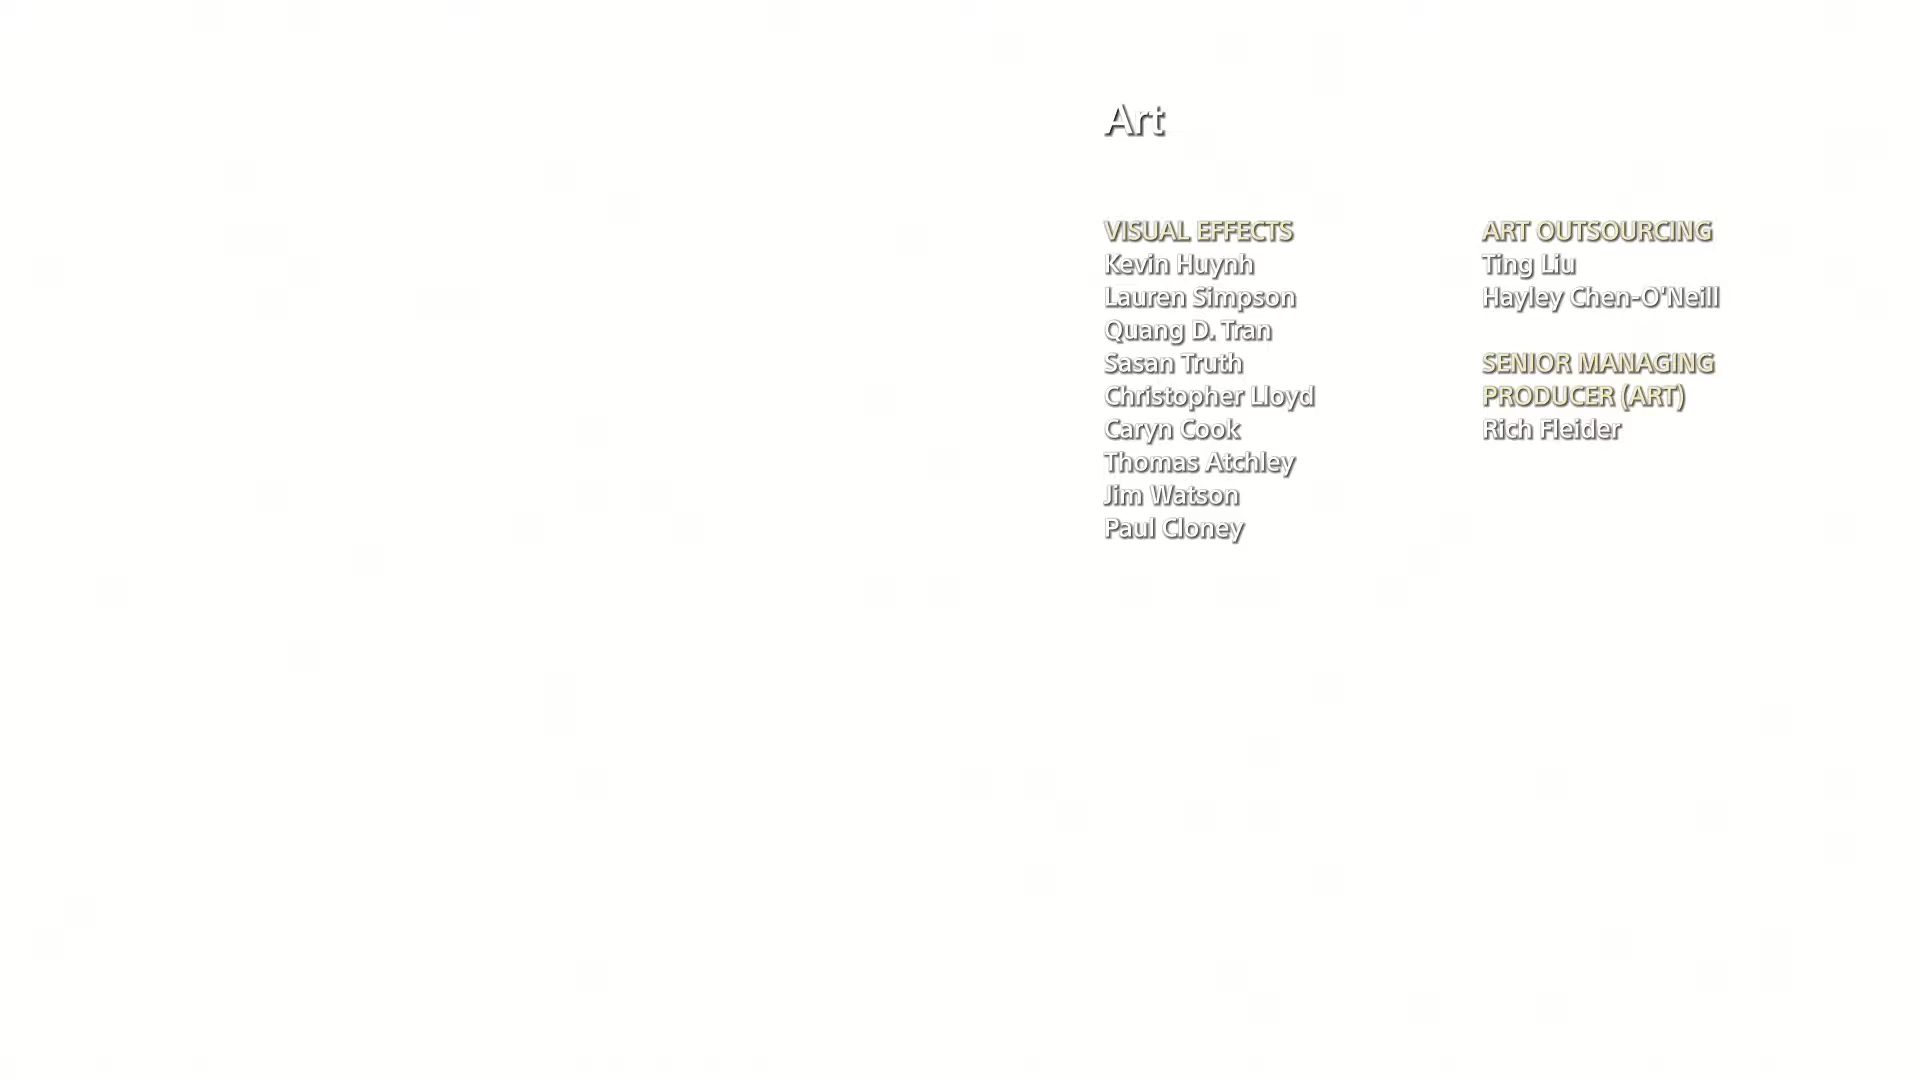 Art
VISUAL EFFECTS
Kevin Huynh
Lauren Simpson
Quang D. Tran
Sasan Truth
Christopher Lloyd
Caryn Cook
Thomas Atchley
Jim Watson
Paul Cloney
ART OUTSOURCING
Ting Liu
Hayley Chen-O'Neill
SENIOR MANAGING
PRODUCER (ART)
Rich Fleider